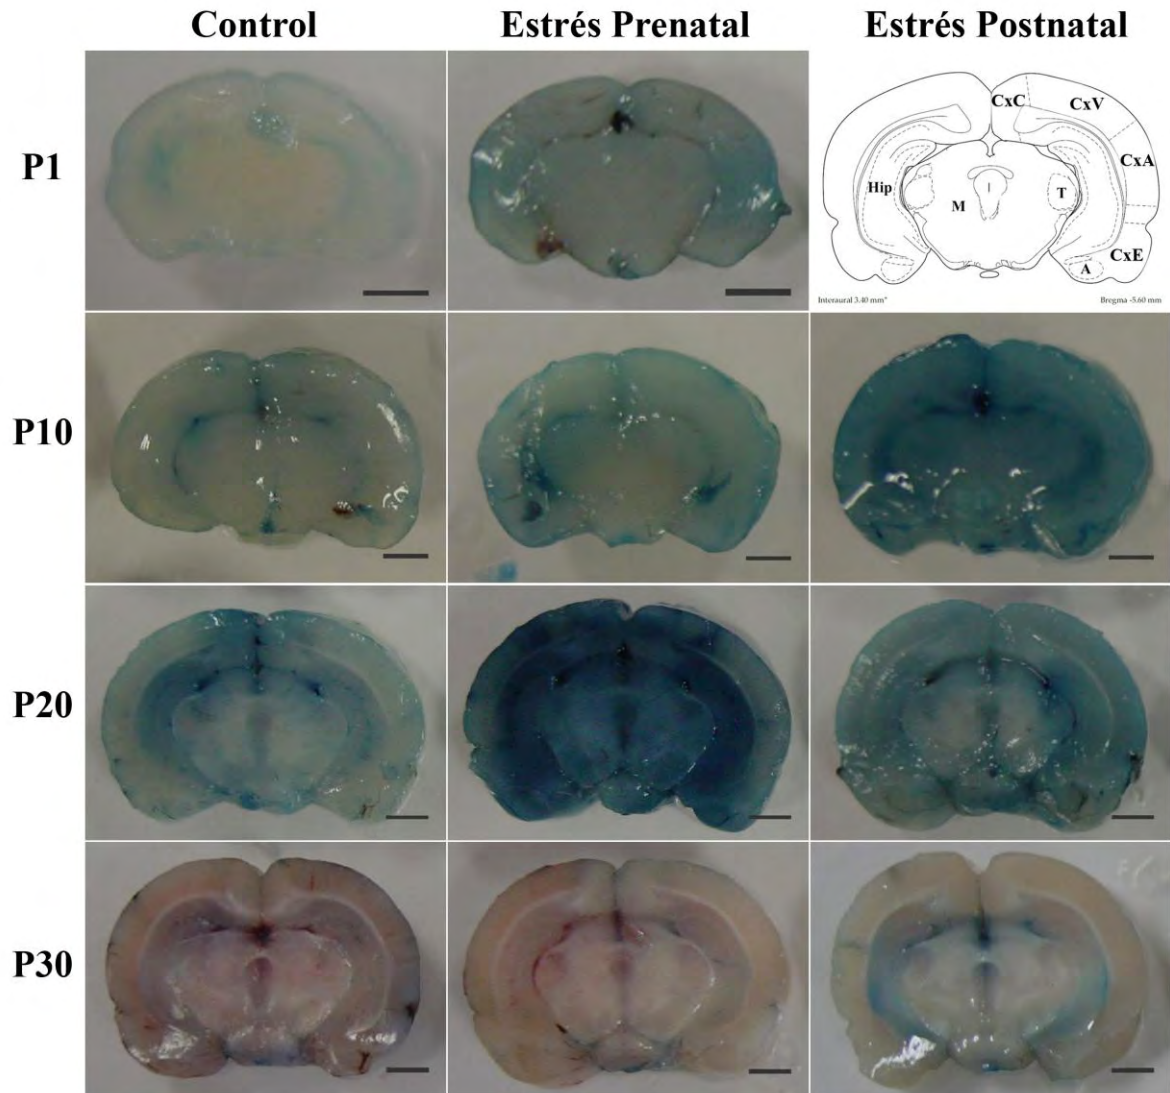 Control Estrés Prenatal Estrés Postnatal
P1
CxC CxV
CxA
Hip M T
CxE
A
Interaural 3.40 mm Bregma -5.60 mm
P10
P20
P30